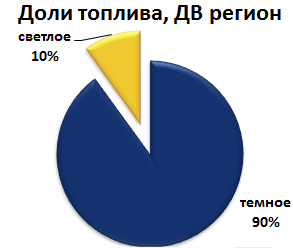 Доли топлива, ДВ регион
светлое
10%
темное
90%